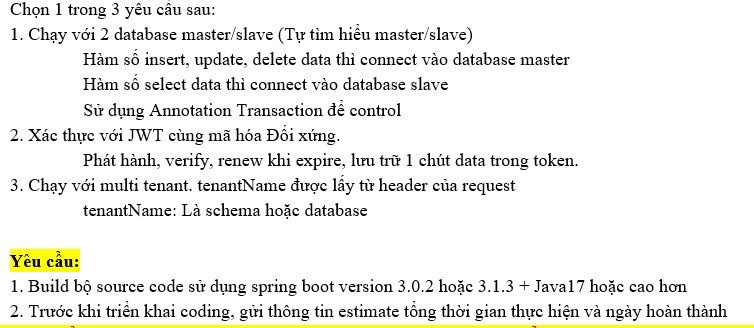 Chọn 1 trong 3 yêu cầu sau:
1. Chạy với 2 database master/slave (Tự tìm hiểu master/slave)
Hàm số insert, update, delete data thì connect vào database master
Hàm số select data thì connect vào database slave
Sử dụng Annotation Transaction để control
2. Xác thực với JWT cùng mã hóa Đối xứng.
Phát hành, verify, renew khi expire, lưu trữ 1 chút data trong token.
3. Chạy với multi tenant. tenantName được lấy từ header của request
tenantName: Là schema hoặc database
Yêu cầu:
1. Build bộ source code sử dụng spring boot version 3.0.2 hoặc 3.1.3 + Java17 hoặc cao hơn
2. Trước khi triển khai coding, gửi thông tin estimate tổng thời gian thực hiện và ngày hoàn thành